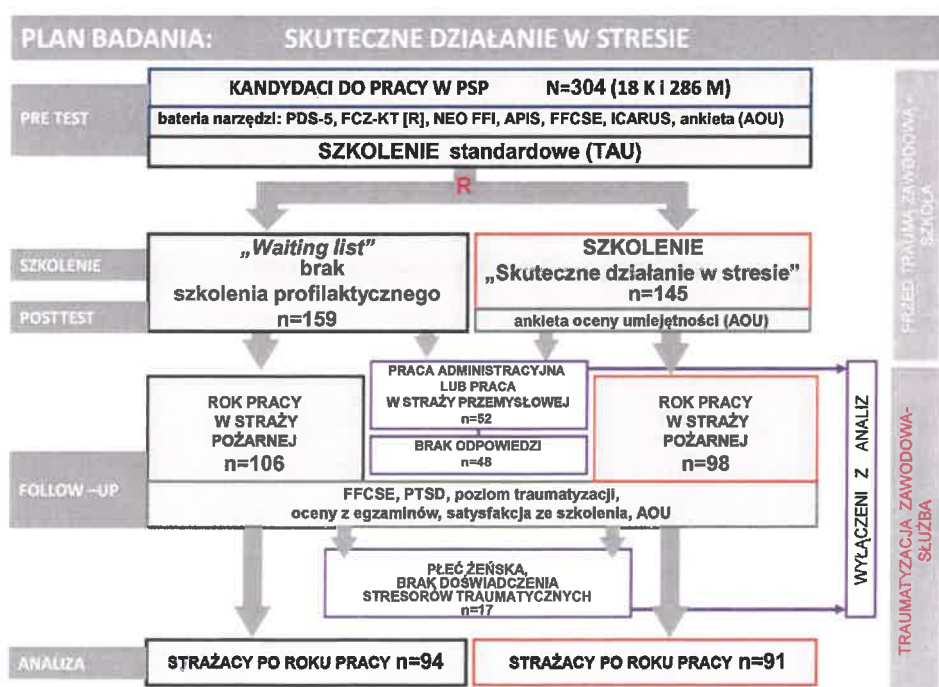 PLAN BADANIA: SKUTECZNE DZIAŁANIE W STRESIE
PRE TEST
KANDYDACI DO PRACY W PSP N=304 (18 K i 286 M)
bateria narzędzi: PDS-5, FCZ-KT [R], NEO FFI, APIS, FFCSE, ICARUS, ankieta (AOU)
SZKOLENIE standardowe (TAU)
R
SZKOLENIE
„Waiting list”
brak
szkolenia profilaktycznego
n=159
SZKOLENIE
„Skuteczne działanie w stresie”
n=145
POSTTEST
ankieta oceny umiejętności (AOU)
PRZED TRAUMĄ ZAWODOWĄ -
SZKOŁA
FOLLOW –UP
ROK PRACY
W STRAŻY
POŻARNEJ
n=106
PRACA ADMINISTRACYJNA
LUB PRACA
W STRAŻY PRZEMYSŁOWEJ
n=52
BRAK ODPOWIEDZI
n=48
ROK PRACY
W STRAŻY
POŻARNEJ
n=98
FFCSE, PTSD, poziom traumatyzacji,
oceny z egzaminów, satysfakcja ze szkolenia, AOU
PŁEĆ ŻEŃSKA,
BRAK DOŚWIADCZENIA
STRESORÓW TRAUMATYCZNYCH
n=17
WYŁĄCZENI Z ANALIZ
TRAUMATYZACJA ZAWODOWA-
SŁUŻBA
ANALIZA
STRAŻACY PO ROKU PRACY n=94
STRAŻACY PO ROKU PRACY n=91